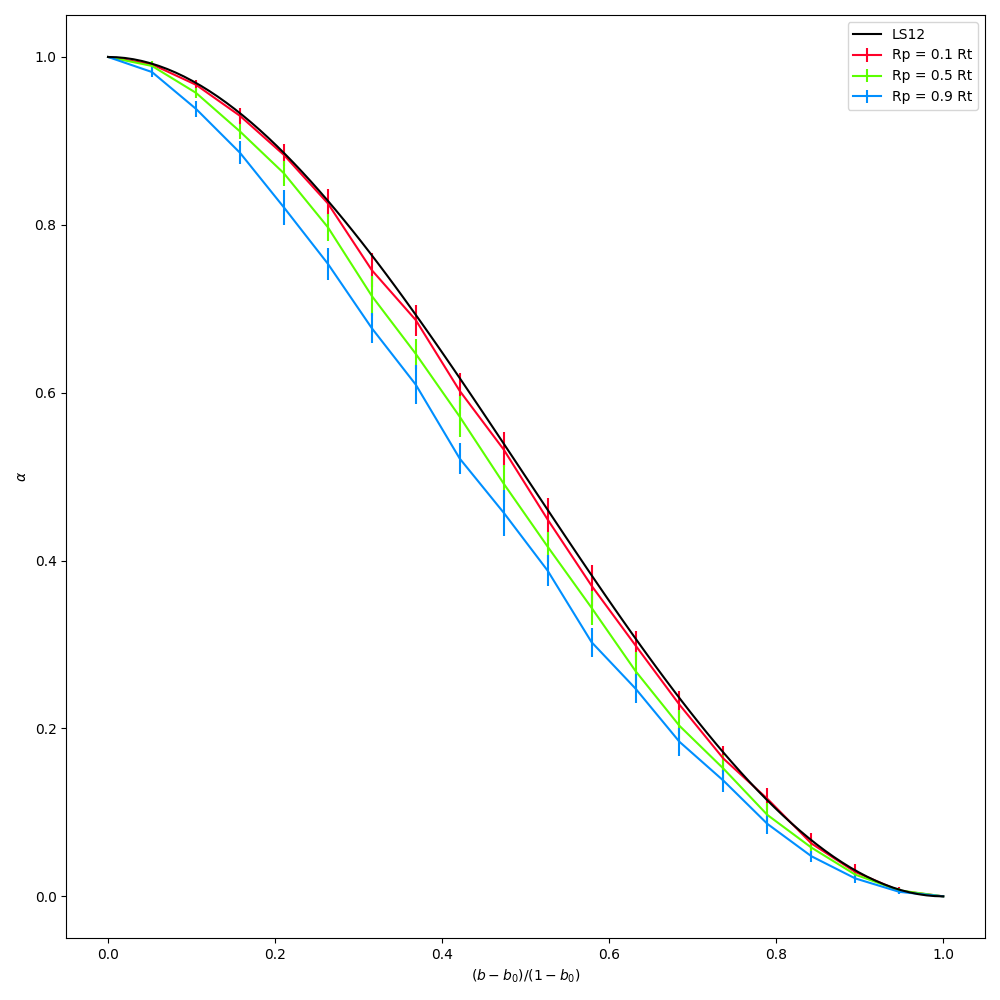 LS12
Rp = 0.1 Rt
Rp = 0.5 Rt
Rp = 0.9 Rt
1.0
0.8
0.6
0.4
0.2
0.0
α
0.0 0.2 0.4 0.6 0.8 1.0
(b − b₀)/(1 − b₀)